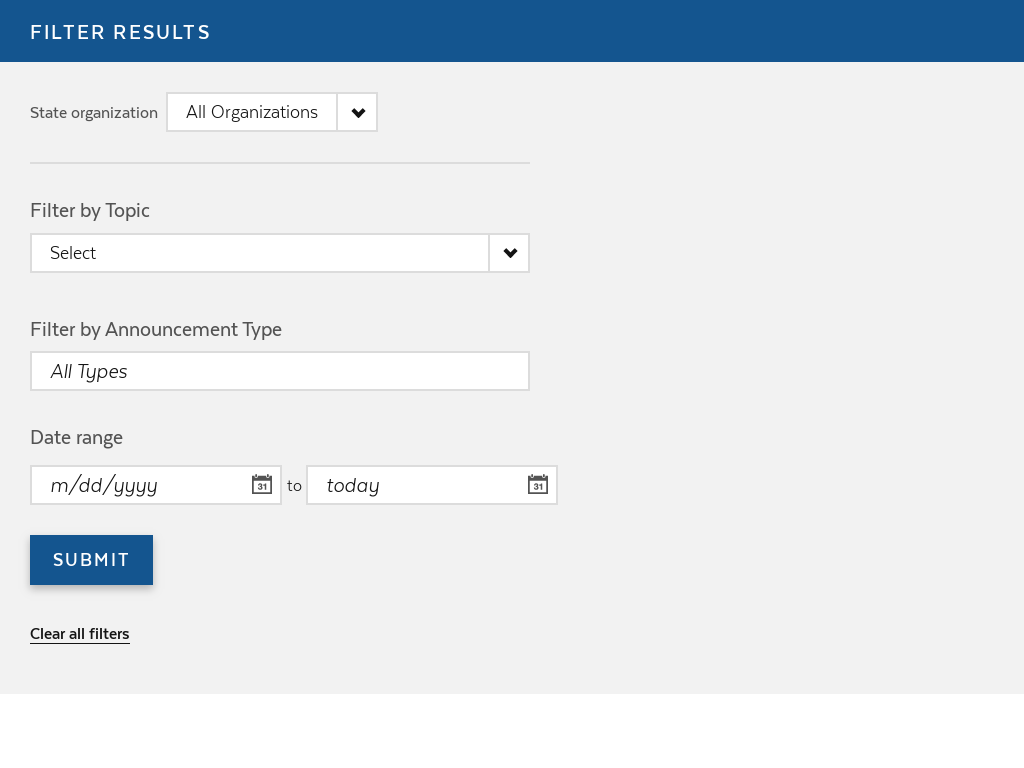 FILTER RESULTS
State organization All Organizations
Filter by Topic
Select
Filter by Announcement Type
All Types
Date range
m/dd/yyyy 31 to today 31
SUBMIT
Clear all filters